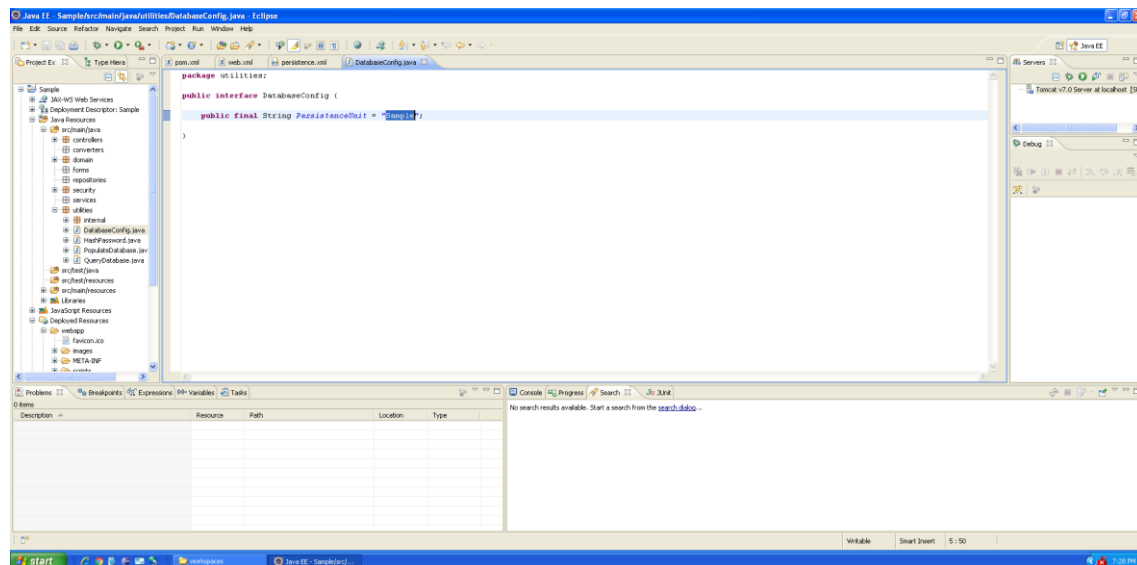 Java EE - Sample/src/main/java/utilities/DatabaseConfig.java - Eclipse
File Edit Source Refactor Navigate Search Project Run Window Help
Java EE
Project Ex Type Hiera
pom.xml web.xml persistence.xml DatabaseConfig.java
Servers
Sample
JAX-WS Web Services
Deployment Descriptor: Sample
Java Resources
src/main/java
controllers
converters
domain
forms
repositories
security
services
utilities
internal
DatabaseConfig.java
HashPassword.java
PopulateDatabase.jav
QueryDatabase.java
src/test/java
src/test/resources
src/main/resources
Libraries
JavaScript Resources
Deployed Resources
webapp
favicon.ico
images
META-INF
package utilities;
public interface DatabaseConfig {
public final String PersistenceUnit = "Sample";
}
Tomcat v7.0 Server at localhost [S
Debug
Problems Breakpoints Expressions Variables Tasks
0 items
Description Resource Path Location Type
Console Progress Search JUnit
No search results available. Start a search from the search dialog...
Writable Smart Insert 5 : 50
start workspaces Java EE - Sample/src/... 7:28 PM